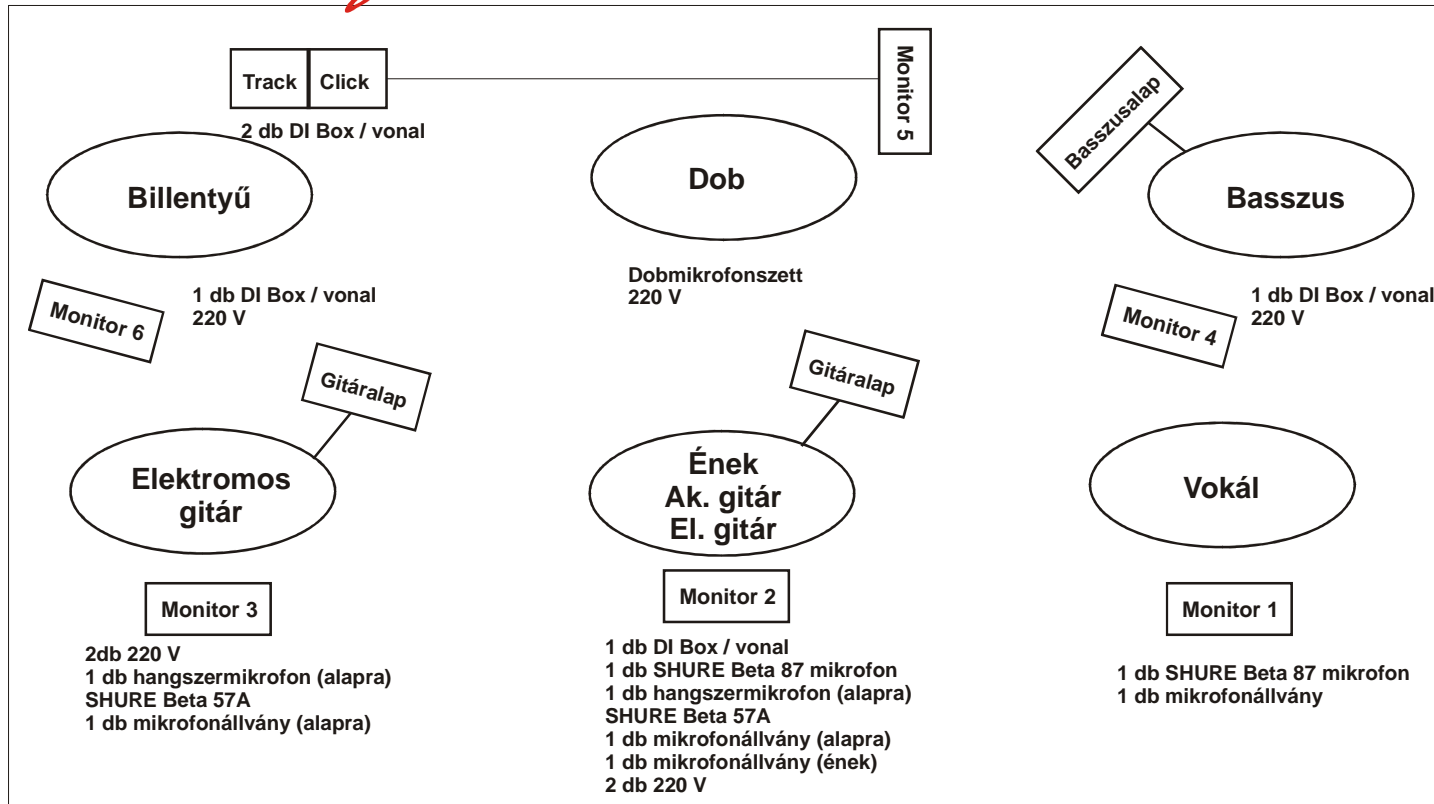 Track Click
2 db DI Box / vonal
Monitor 5
Basszusalap
Billentyű
Dob
Basszus
Monitor 6
1 db DI Box / vonal
220 V
Dobmikrofonszett
220 V
Monitor 4
1 db DI Box / vonal
220 V
Gitáralap
Gitáralap
Elektromos
gitár
Ének
Ak. gitár
El. gitár
Vokál
Monitor 3
2db 220 V
1 db hangszermikrofon (alapra)
SHURE Beta 57A
1 db mikrofonállvány (alapra)
Monitor 2
1 db DI Box / vonal
1 db SHURE Beta 87 mikrofon
1 db hangszermikrofon (alapra)
SHURE Beta 57A
1 db mikrofonállvány (alapra)
1 db mikrofonállvány (ének)
2 db 220 V
Monitor 1
1 db SHURE Beta 87 mikrofon
1 db mikrofonállvány